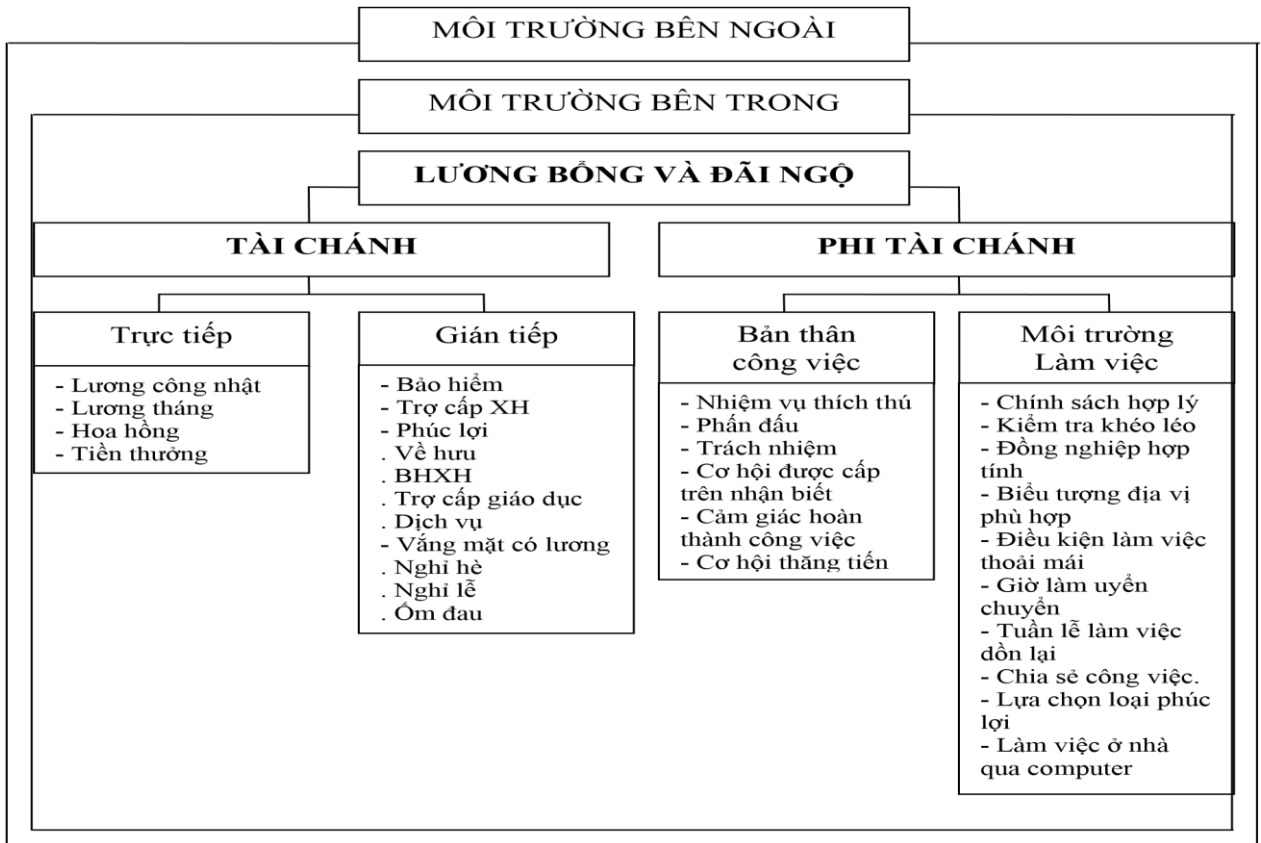 MÔI TRƯỜNG BÊN NGOÀI
MÔI TRƯỜNG BÊN TRONG
LƯƠNG BỔNG VÀ ĐÃI NGỘ
TÀI CHÁNH
PHI TÀI CHÁNH
Trực tiếp
- Lương công nhật
- Lương tháng
- Hoa hồng
- Tiền thưởng
Gián tiếp
- Bảo hiểm
- Trợ cấp XH
- Phúc lợi
. Về hưu
. BHXH
. Trợ cấp giáo dục
. Dịch vụ
- Vắng mặt có lương
. Nghỉ hè
. Nghỉ lễ
. Ốm đau
Bản thân
công việc
- Nhiệm vụ thích thú
- Phấn đấu
- Trách nhiệm
- Cơ hội được cấp
trên nhận biết
- Cảm giác hoàn
thành công việc
- Cơ hội thăng tiến
Môi trường
Làm việc
- Chính sách hợp lý
- Kiểm tra khéo léo
- Đồng nghiệp hợp
tính
- Biểu tượng địa vị
phù hợp
- Điều kiện làm việc
thoải mái
- Giờ làm uyển
chuyển
- Tuần lễ làm việc
dồn lại
- Chia sẻ công việc.
- Lựa chọn loại phúc
lợi
- Làm việc ở nhà
qua computer